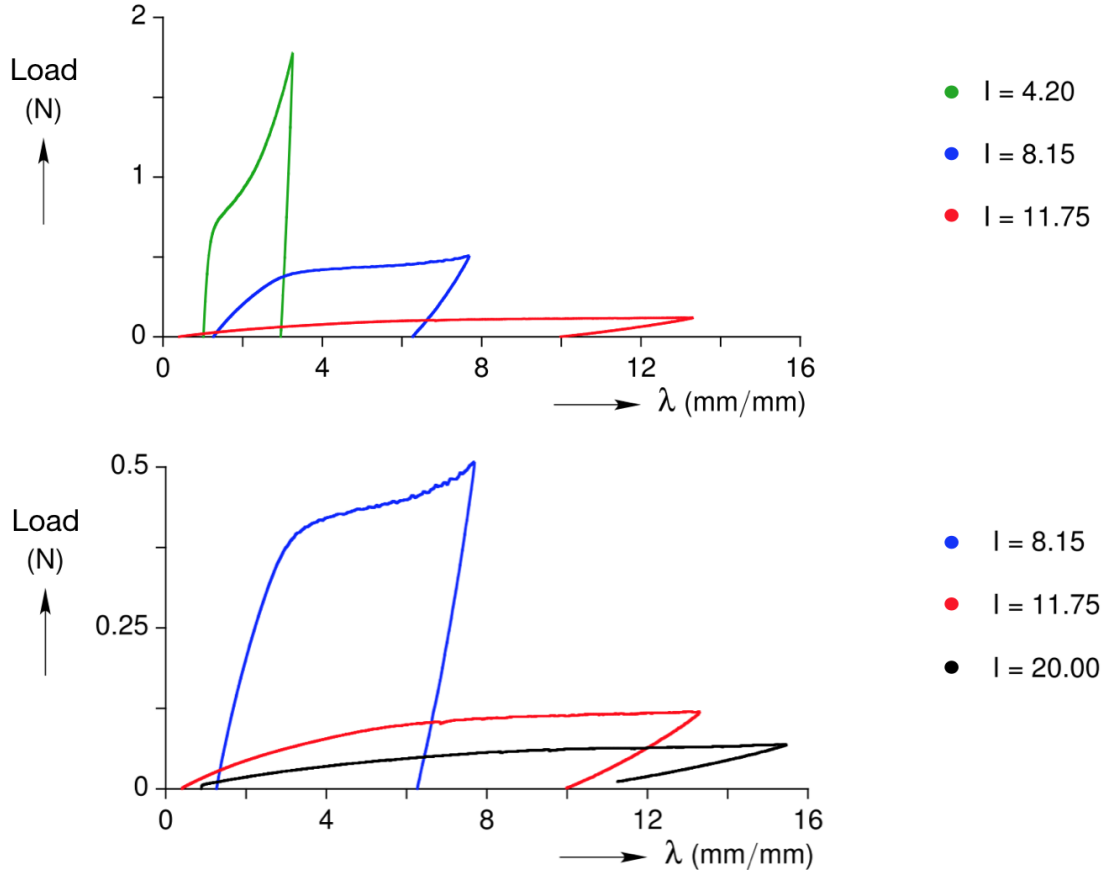 2
Load
(N)
1
0
0 4 8 12 16
λ (mm/mm)
l = 4.20
l = 8.15
l = 11.75
0.5
Load
(N)
0.25
0
0 4 8 12 16
λ (mm/mm)
l = 8.15
l = 11.75
l = 20.00